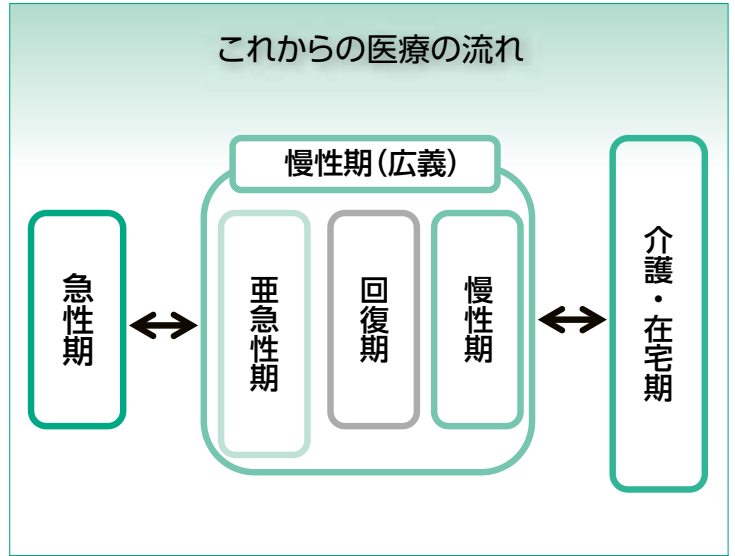 これからの医療の流れ
慢性期(広義)
急性期
亜急性期
回復期
慢性期
介護・在宅期